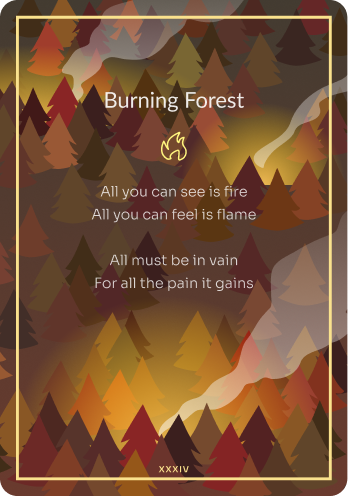 Burning Forest
All you can see is fire
All you can feel is flame
All must be in vain
For all the pain it gains
XXXIV